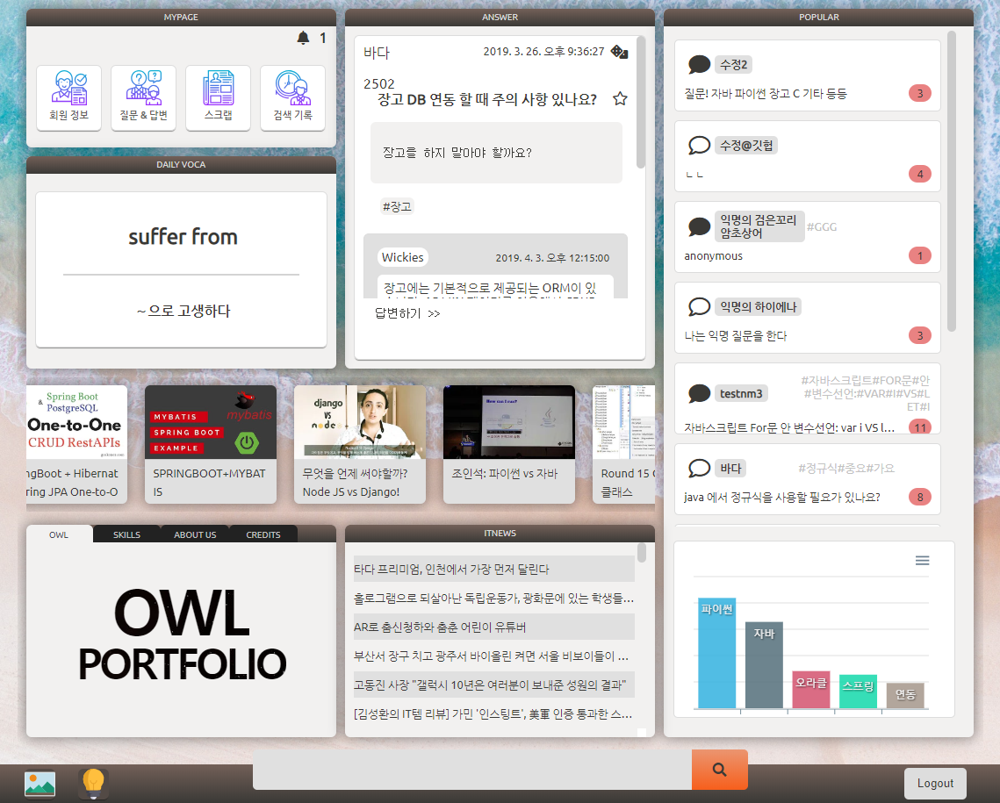 MYPAGE
1
회원 정보
질문 & 답변
스크랩
검색 기록
DAILY VOCA
suffer from
~으로 고생하다
ANSWER
바다
2019. 3. 26. 오후 9:36:27
2502
장고 DB 연동 할 때 주의 사항 있나요?
장고를 하지 말아야 할까요?
#장고
Wickies
2019. 4. 3. 오후 12:15:00
장고에는 기본적으로 제공되는 ORM이 있
답변하기 >>
POPULAR
수정2
질문! 자바 파이썬 장고 C 기타 등등
3
수정@깃헙
ㄴㄴ
4
익명의 검은꼬리
암초상어
#GGG
anonymous
1
익명의 하이에나
나는 익명 질문을 한다
3
testnm3
#자바스크립트#FOR문#안
#변수선언:#VAR#I#VS#L
ET#I
자바스크립트 For문 안 변수선언: var i VS l...
11
바다
#정규식#중요#가요
java 에서 정규식을 사용할 필요가 있나요?
8
파이썬
자바
오라클
스프링
연동
& Spring Boot
PostgreSQL
One-to-One
CRUD RestAPIs
ngBoot + Hibernat
ring JPA One-to-O
mybatis
MYBATIS
SPRING BOOT
EXAMPLE
SPRINGBOOT+MYBAT
IS
django
VS
node
무엇을 언제 써야할까?
Node JS vs Django!
조인석: 파이썬 vs 자바
Round 15 C
클래스
OWL
SKILLS
ABOUT US
CREDITS
OWL
PORTFOLIO
ITNEWS
타다 프리미엄, 인천에서 가장 먼저 달린다
홀로그램으로 되살아난 독립운동가, 광화문에 있는 학생들...
AR로 춤신청하와 춤춘 어린이 유튜버
부산서 장구 치고 광주서 바이올린 켜면 서울 비보이들이 ...
고동진 사장 "갤럭시 10년은 여러분이 보내준 성원의 결과"
[김성환의 IT템 리뷰] 가민 '인스팅트', 美軍 인증 통과한 스...
Logout